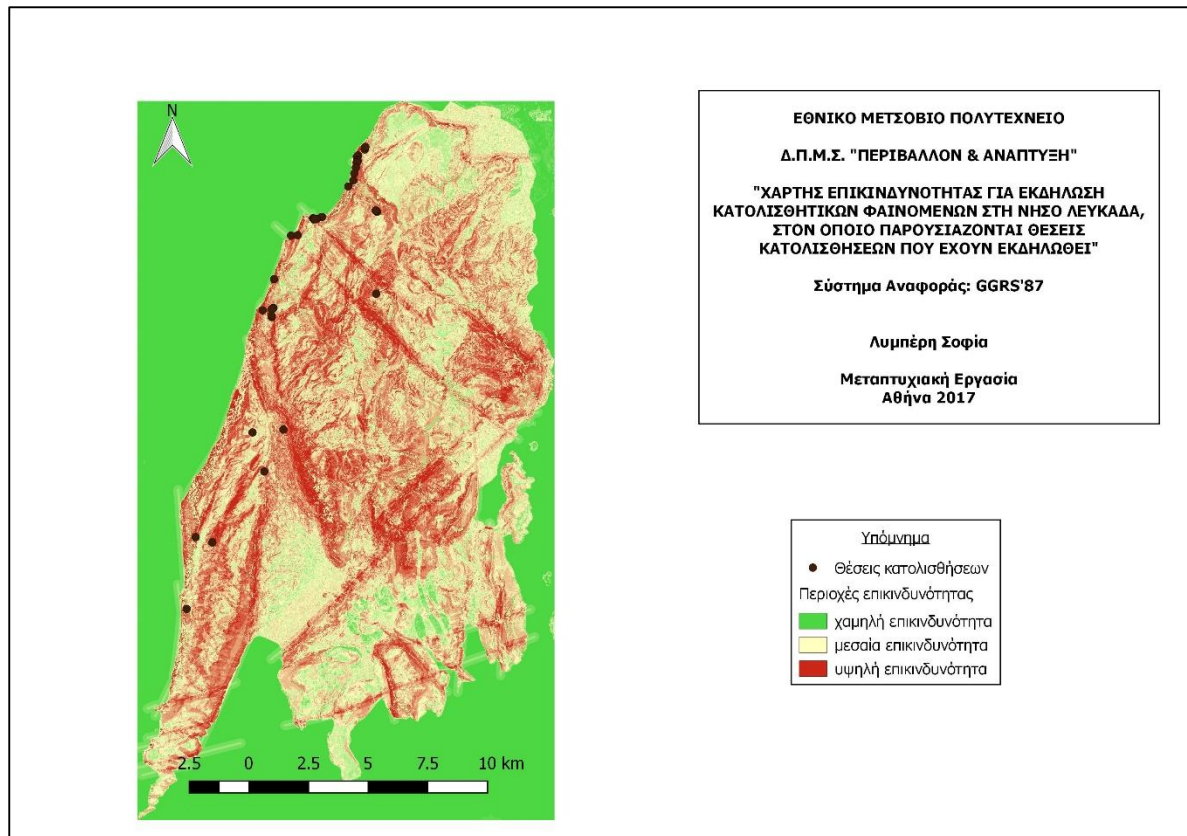 N
ΕΘΝΙΚΟ ΜΕΤΣΟΒΙΟ ΠΟΛΥΤΕΧΝΕΙΟ
Δ.Π.Μ.Σ. "ΠΕΡΙΒΑΛΛΟΝ & ΑΝΑΠΤΥΞΗ"
"ΧΑΡΤΗΣ ΕΠΙΚΙΝΔΥΝΟΤΗΤΑΣ ΓΙΑ ΕΚΔΗΛΩΣΗ
ΚΑΤΟΛΙΣΘΗΤΙΚΩΝ ΦΑΙΝΟΜΕΝΩΝ ΣΤΗ ΝΗΣΟ ΛΕΥΚΑΔΑ,
ΣΤΟΝ ΟΠΟΙΟ ΠΑΡΟΥΣΙΑΖΟΝΤΑΙ ΘΕΣΕΙΣ
ΚΑΤΟΛΙΣΘΗΣΕΩΝ ΠΟΥ ΕΧΟΥΝ ΕΚΔΗΛΩΘΕΙ"
Σύστημα Αναφοράς: GGRS'87
Λυμπέρη Σοφία
Μεταπτυχιακή Εργασία
Αθήνα 2017
Υπόμνημα
Θέσεις κατολισθήσεων
Περιοχές επικινδυνότητας
χαμηλή επικινδυνότητα
μεσαία επικινδυνότητα
υψηλή επικινδυνότητα
2.5 0 2.5 5 7.5 10 km